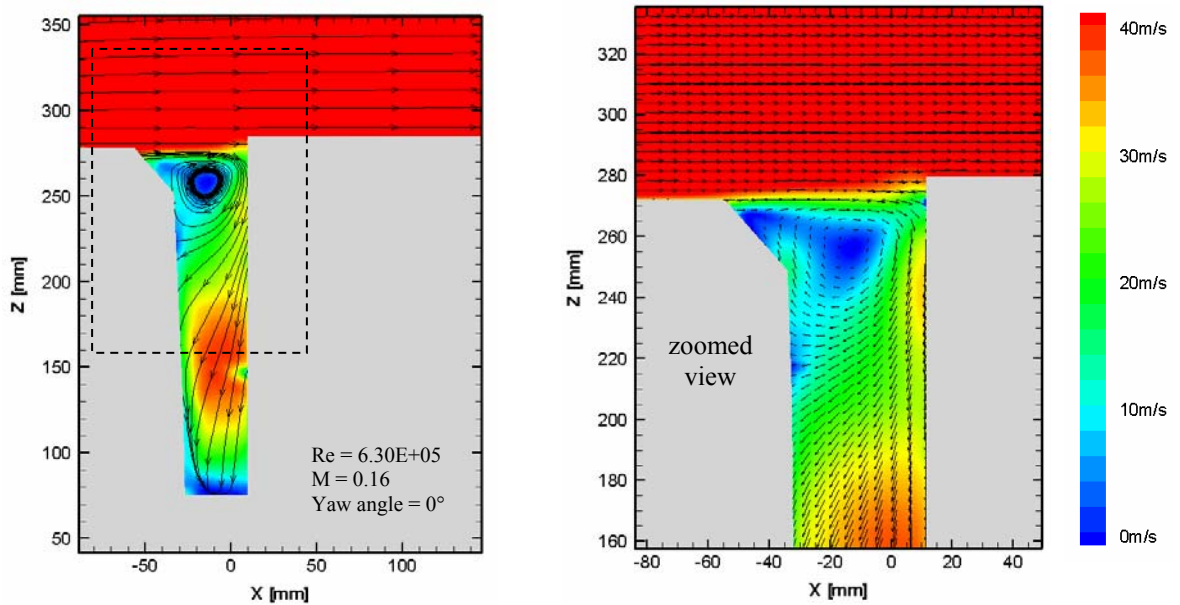 350
300
250
200
150
100
50
Z [mm]
-50
0
50
100
X [mm]
Re = 6.30E+05
M = 0.16
Yaw angle = 0°
320
300
280
260
240
220
200
180
160
Z [mm]
-80
-60
-40
-20
0
20
40
X [mm]
zoomed
view
40m/s
30m/s
20m/s
10m/s
0m/s